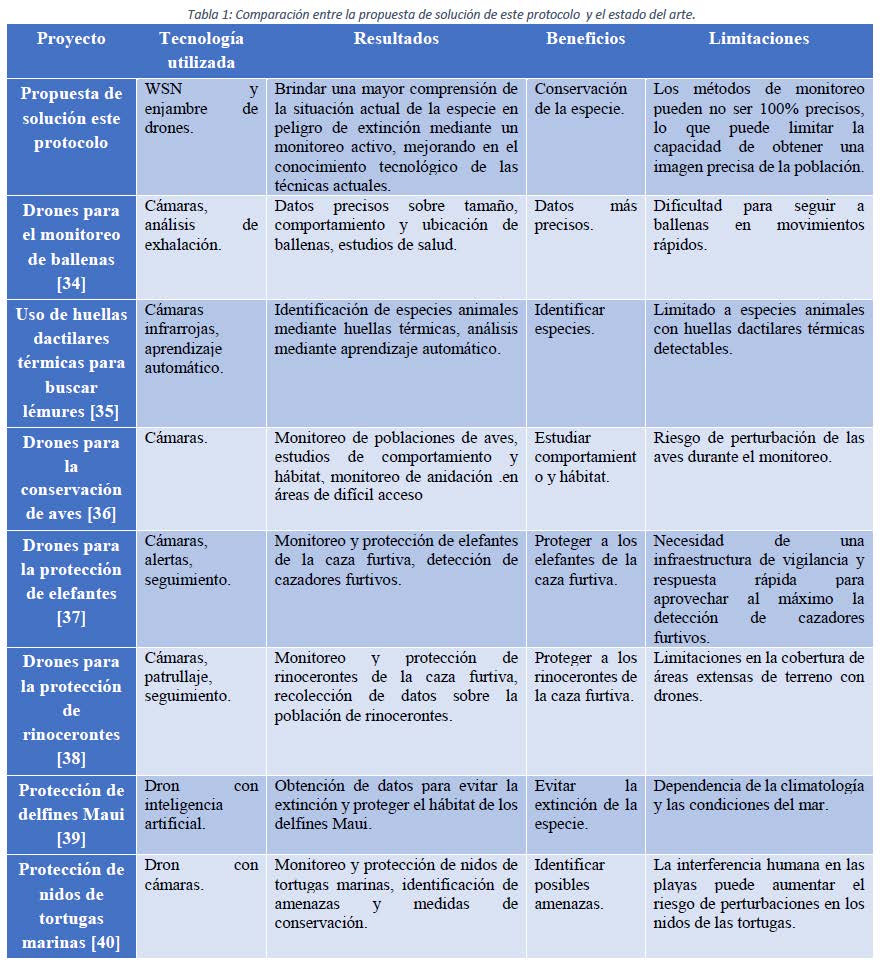 Tabla 1: Comparación entre la propuesta de solución de este protocolo y el estado del arte.
Proyecto
Tecnología
utilizada
Resultados
Beneficios
Limitaciones
Propuesta de
solución este
protocolo
WSN y
enjambre de
drones.
Brindar una mayor comprensión de
la situación actual de la especie en
peligro de extinción mediante un
monitoreo activo, mejorando en el
conocimiento tecnológico de las
técnicas actuales.
Conservación
de la especie.
Los métodos de monitoreo
pueden no ser 100% precisos,
lo que puede limitar la
capacidad de obtener una
imagen precisa de la población.
Drones para
el monitoreo
de ballenas
[34]
Cámaras,
análisis de
exhalación.
Datos precisos sobre tamaño,
comportamiento y ubicación de
ballenas, estudios de salud.
Datos más
precisos.
Dificultad para seguir a
ballenas en movimientos
rápidos.
Uso de huellas
dactilares
térmicas para
buscar
lémures [35]
Cámaras
infrarrojas,
aprendizaje
automático.
Identificación de especies animales
mediante huellas térmicas, análisis
mediante aprendizaje automático.
Identificar
especies.
Limitado a especies animales
con huellas dactilares térmicas
detectables.
Drones para
la
conservación
de aves [36]
Cámaras.
Monitoreo de poblaciones de aves,
estudios de comportamiento y
hábitat, monitoreo de anidación .en
áreas de difícil acceso
Estudiar
comportamient
o y hábitat.
Riesgo de perturbación de las
aves durante el monitoreo.
Drones para
la protección
de elefantes
[37]
Cámaras,
alertas,
seguimiento.
Monitoreo y protección de elefantes
de la caza furtiva, detección de
cazadores furtivos.
Proteger a los
elefantes de la
caza furtiva.
Necesidad de una
infraestructura de vigilancia y
respuesta rápida para
aprovechar al máximo la
detección de cazadores
furtivos.
Drones para
la protección
de
rinocerontes
[38]
Cámaras,
patrullaje,
seguimiento.
Monitoreo y protección de
rinocerontes de la caza furtiva,
recolección de datos sobre la
población de rinocerontes.
Proteger a los
rinocerontes de
la caza furtiva.
Limitaciones en la cobertura de
áreas extensas de terreno con
drones.
Protección de
delfines Maui
[39]
Dron con
inteligencia
artificial.
Obtención de datos para evitar la
extinción y proteger el hábitat de los
delfines Maui.
Evitar la
extinción de la
especie.
Dependencia de la climatología
y las condiciones del mar.
Protección de
nidos de
tortugas
marinas [40]
Dron con
cámaras.
Monitoreo y protección de nidos de
tortugas marinas, identificación de
amenazas y medidas de
conservación.
Identificar
posibles
amenazas.
La interferencia humana en las
playas puede aumentar el
riesgo de perturbaciones en los
nidos de las tortugas.